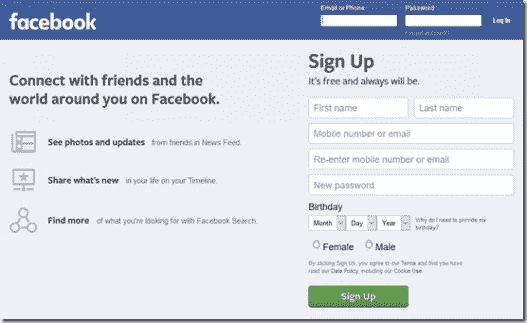 facebook
Email or Phone
Password
Log In
Connect with friends and the
world around you on Facebook.
See photos and updates from friends in News Feed.
Share what's new in your life on your Timeline.
Find more of what you're looking for with Facebook Search.
Sign Up
It's free and always will be.
First name
Last name
Mobile number or email
Re-enter mobile number or email
New password
Birthday
Month
Day
Year
Why do I need to provide my
birthday?
Female
Male
By clicking Sign Up, you agree to our Terms and that you have
read our Data Policy, including our Cookie Use
Sign Up